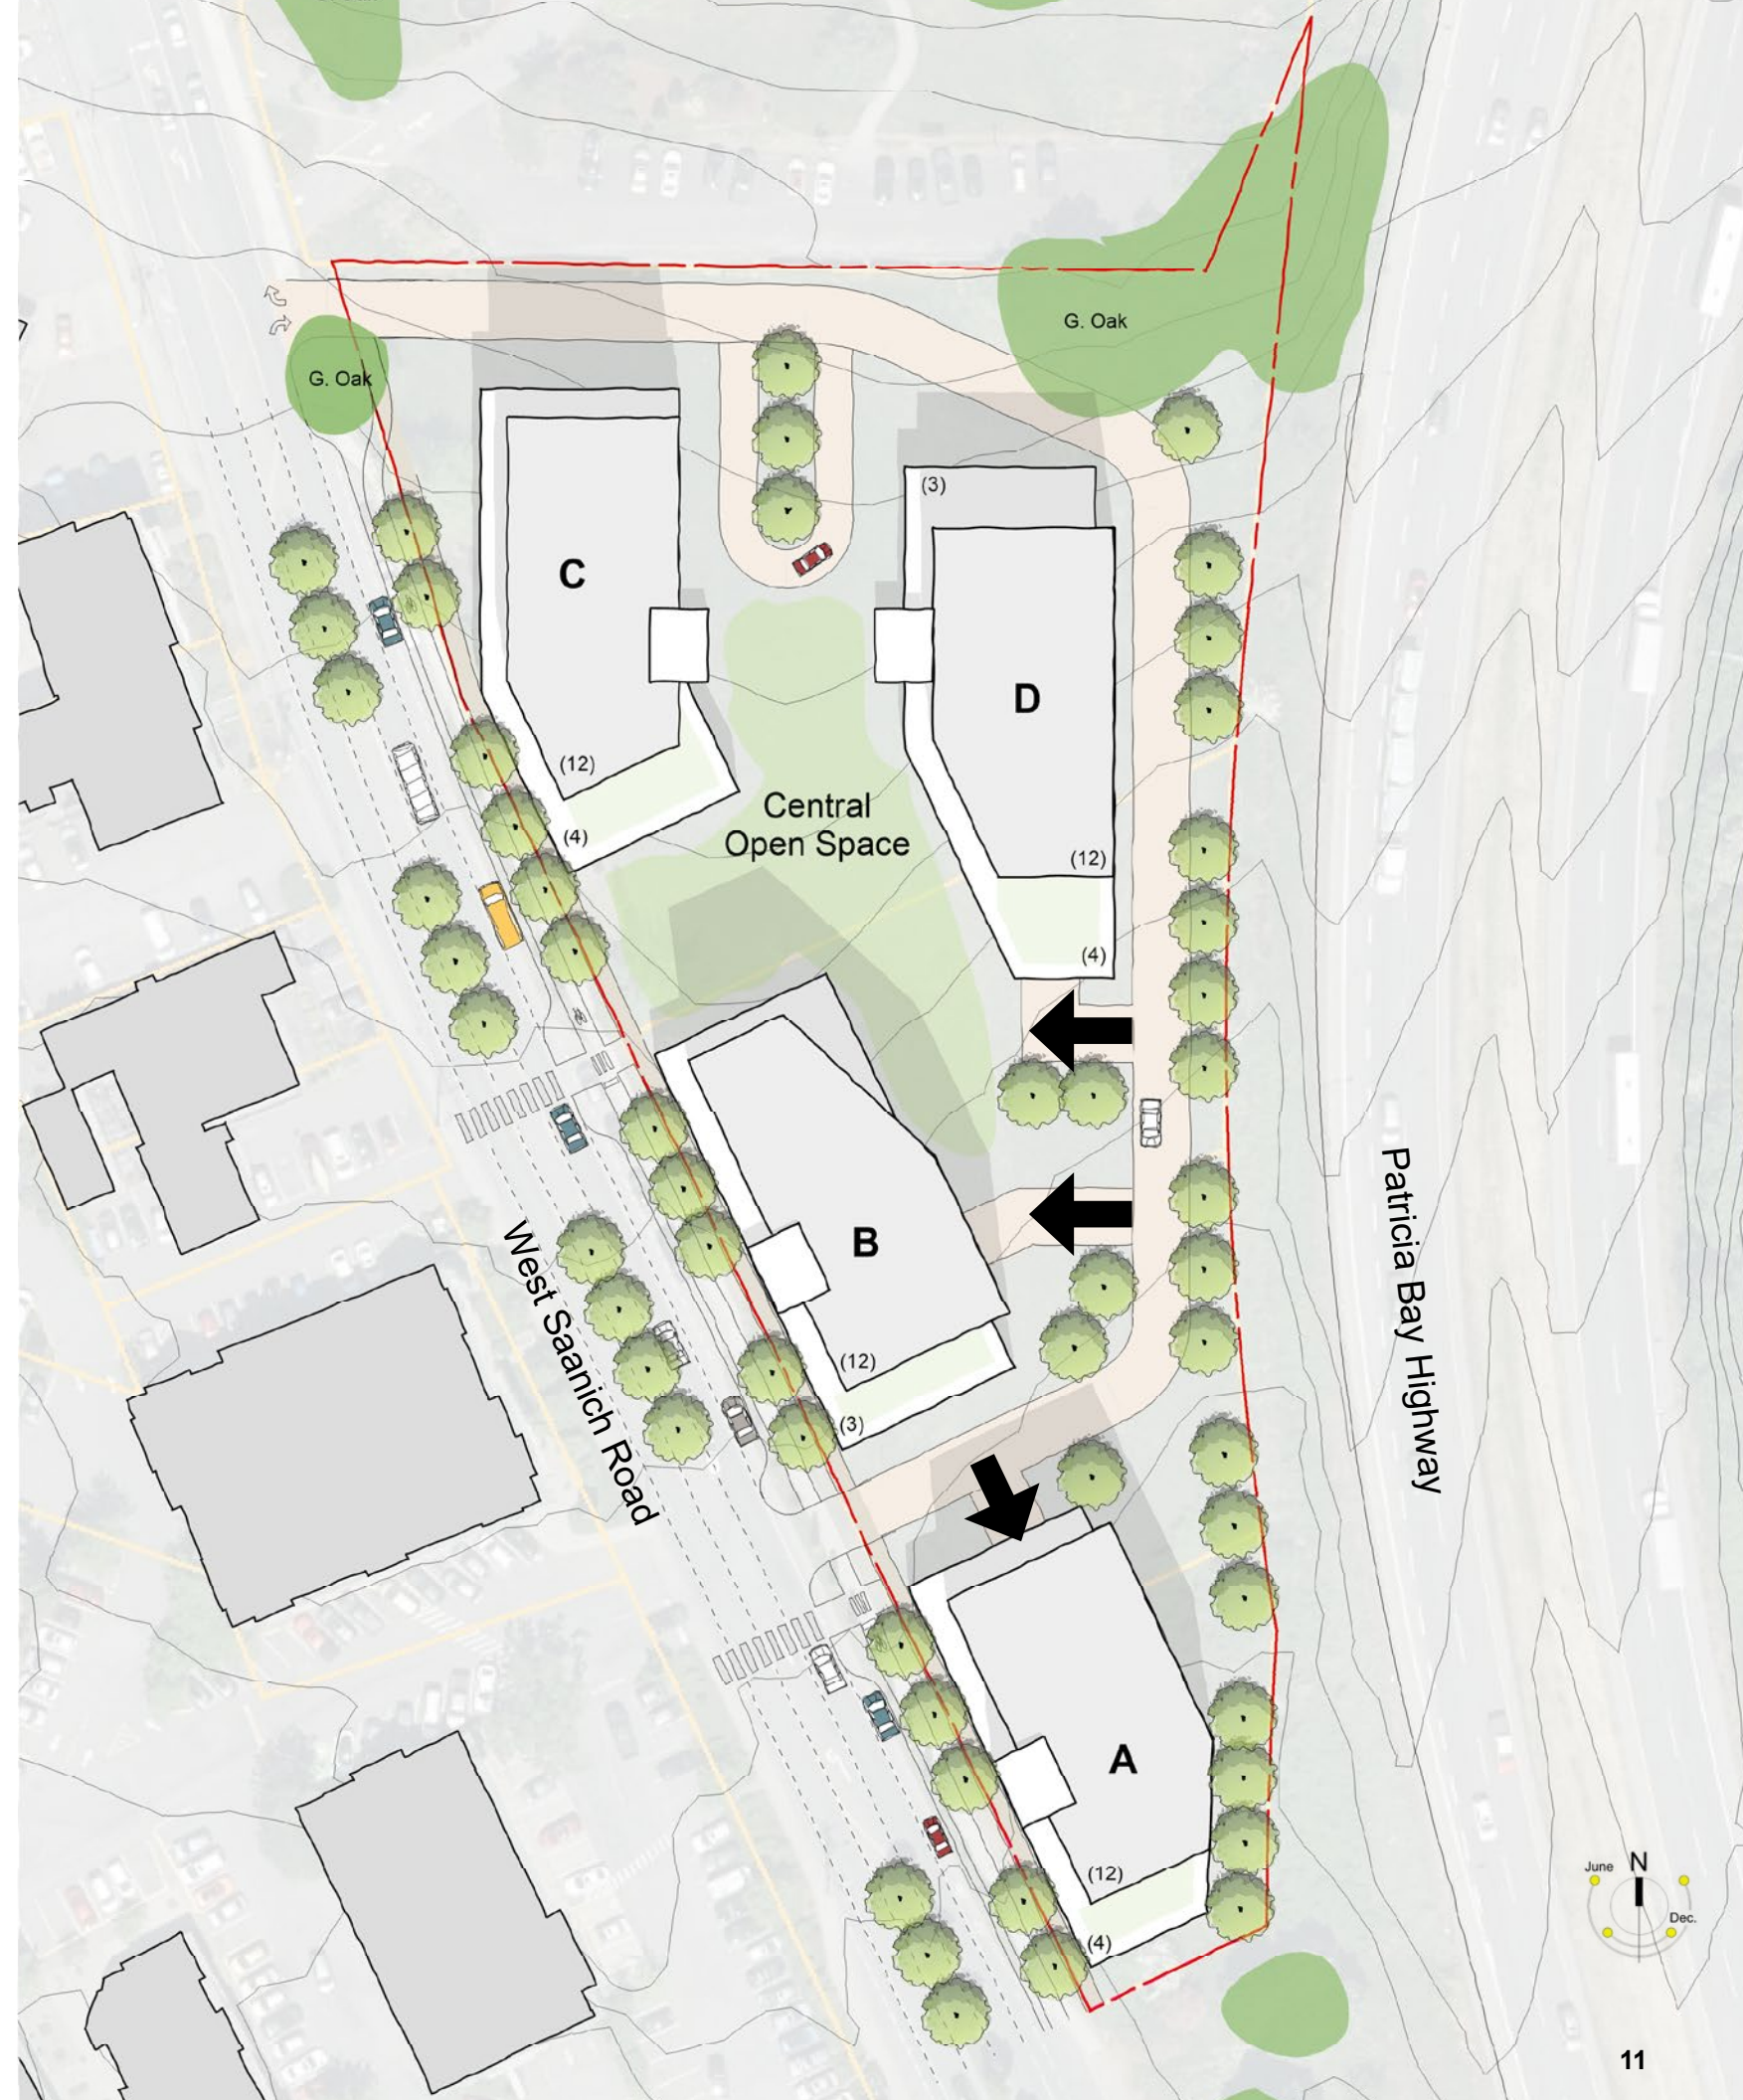 G. Oak
G. Oak
(3)
C
D
(12)
(4)
Central
Open Space
(12)
(4)
West Saanich Road
Patricia Bay Highway
B
(12)
(3)
A
(12)
(4)
June
N
Dec.
11